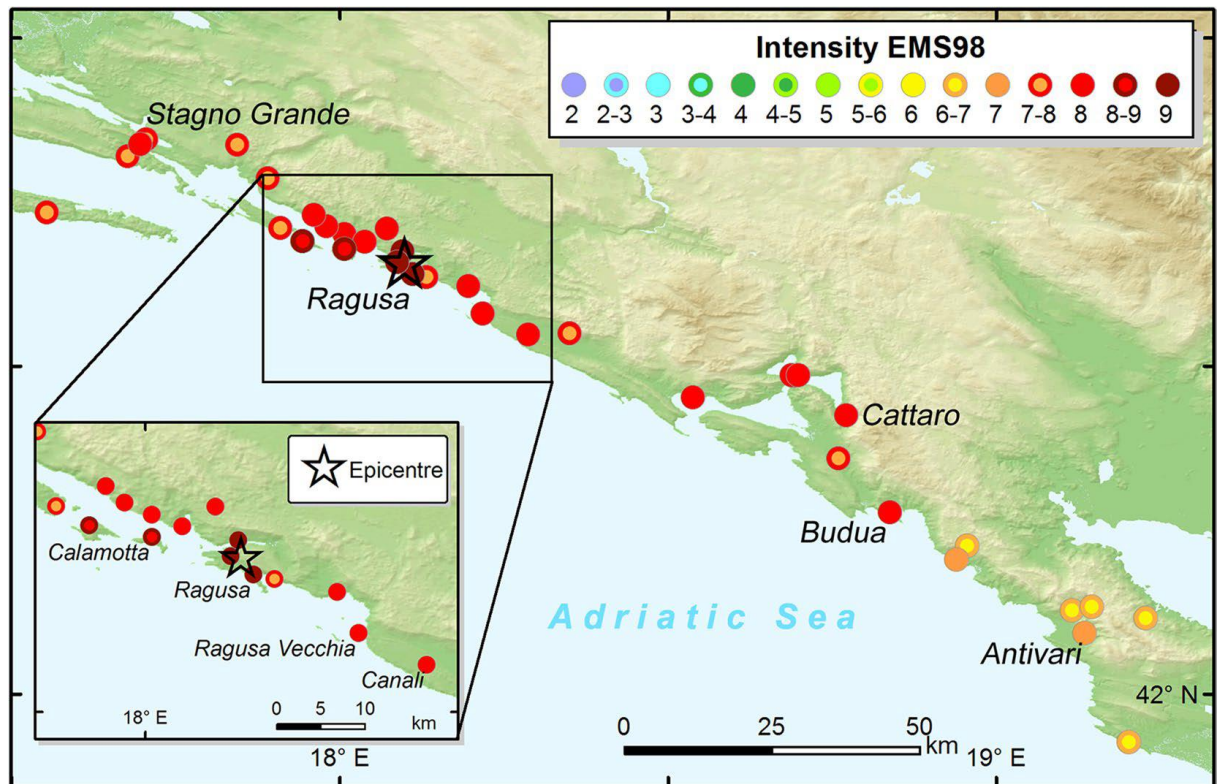 Intensity EMS98
2 2-3 3 3-4 4 4-5 5 5-6 6 6-7 7 7-8 8 8-9 9
Stagno Grande
Ragusa
Cattaro
Budua
Adriatic Sea
Antivari
42° N
Epicentre
Calamotta
Ragusa
Ragusa Vecchia
Canali
18° E
0 5 10
km
0 25 50
km
18° E
19° E